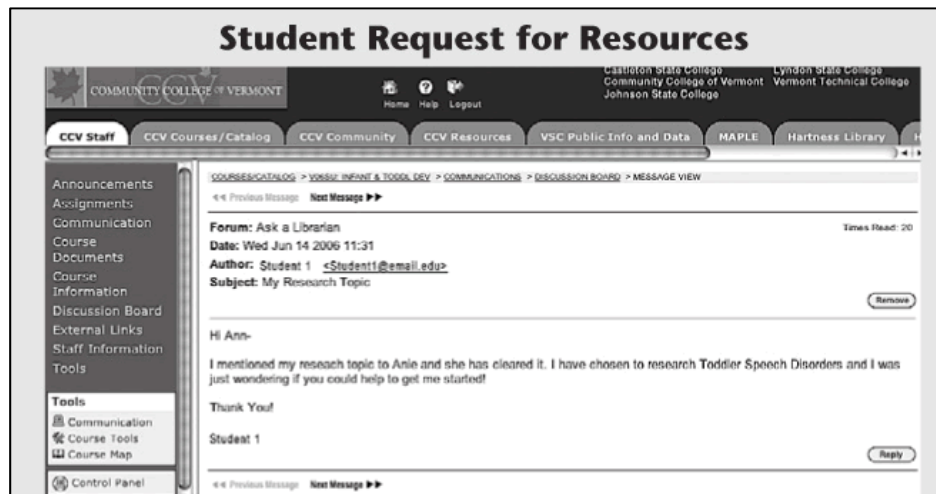 Student Request for Resources
COMMUNITY COLLEGE OF VERMONT
CCV
Home Help Logout
Castleton State College Lyndon State College
Community College of Vermont Vermont Technical College
Johnson State College
CCV Staff CCV Courses/Catalog CCV Community CCV Resources VSC Public Info and Data MAPLE Hartness Library H
Announcements
Assignments
Communication
Course
Documents
Course
Information
Discussion Board
External Links
Staff Information
Tools
Tools
Communication
Course Tools
Course Map
Control Panel
COURSES/CATALOG > V06SU: INFANT & TODDL DEV > COMMUNICATIONS > DISCUSSION BOARD > MESSAGE VIEW
Previous Message Next Message
Forum: Ask a Librarian
Times Read: 20
Date: Wed Jun 14 2006 11:31
Author: Student 1 <Student1@email.edu>
Subject: My Research Topic
Remove
Hi Ann-
I mentioned my reseach topic to Anie and she has cleared it. I have chosen to research Toddler Speech Disorders and I was
just wondering if you could help to get me started!
Thank You!
Student 1
Reply
Previous Message Next Message